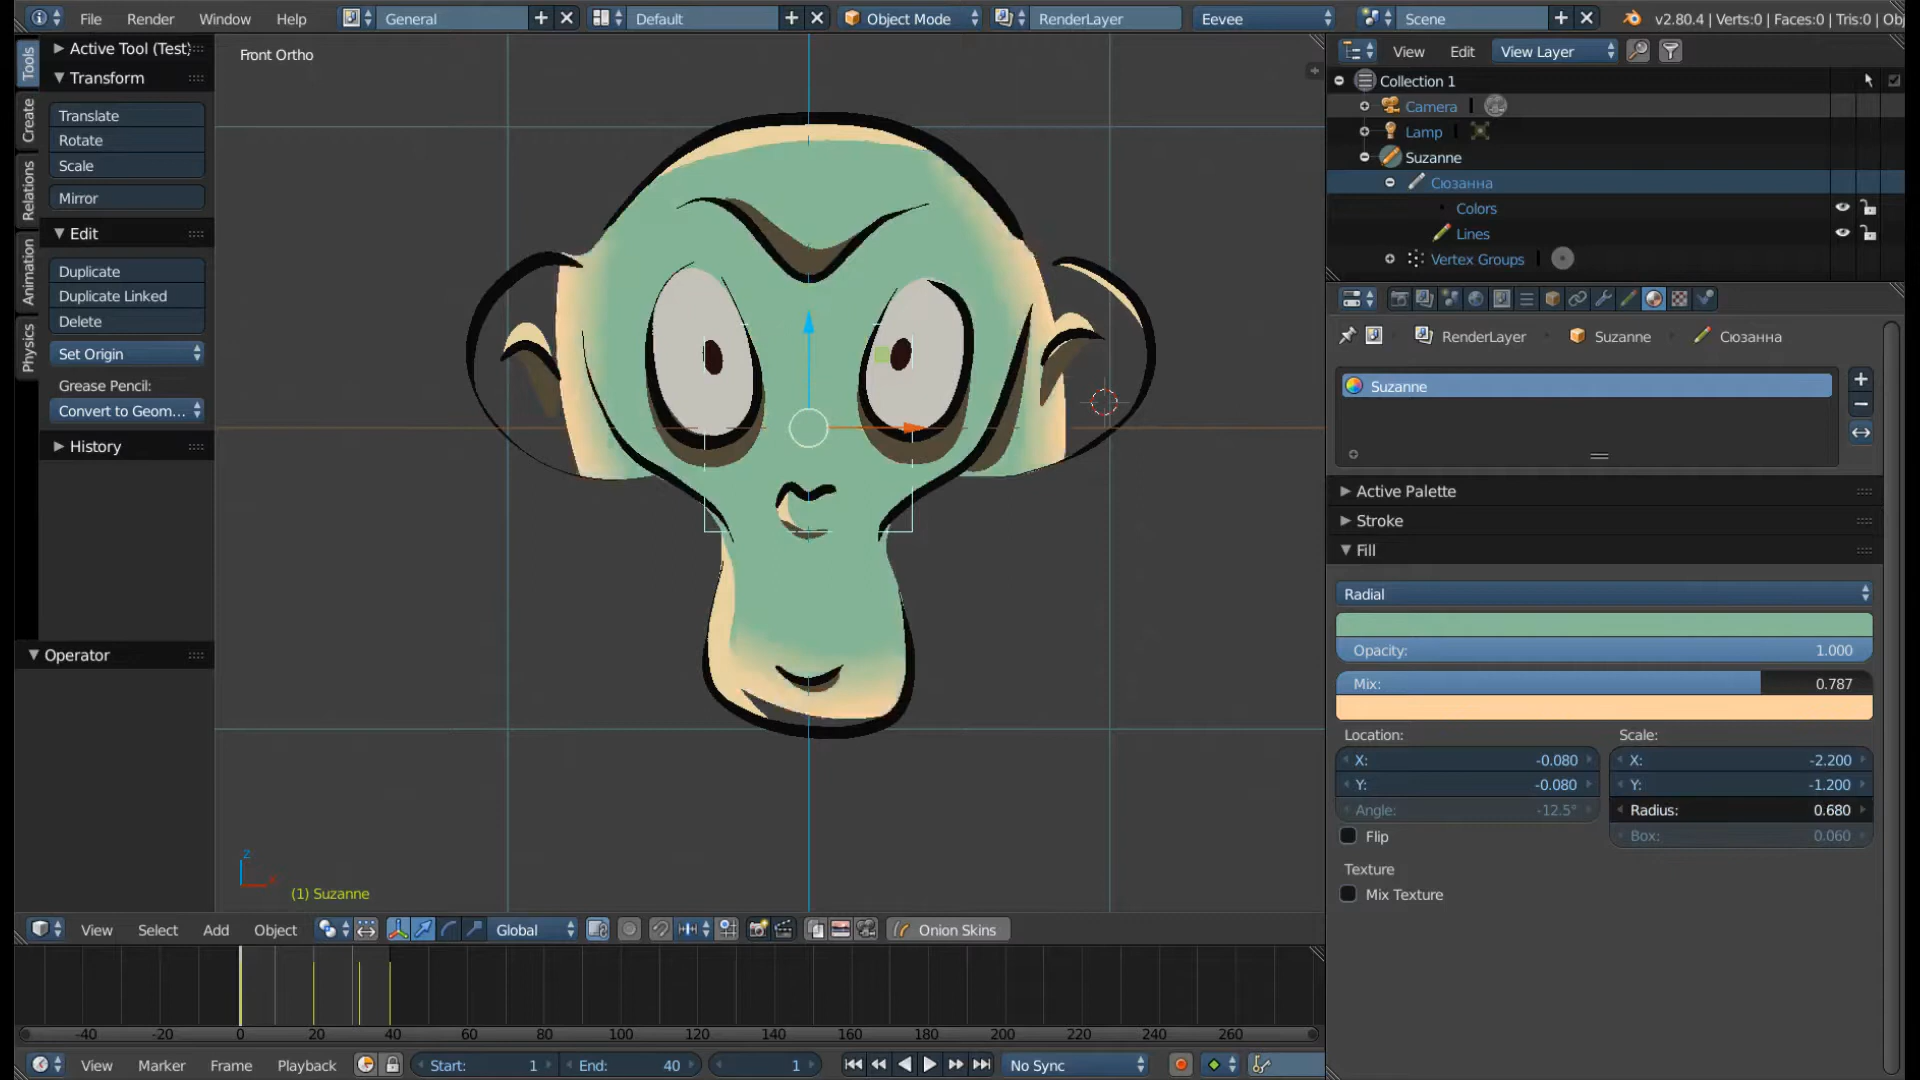 File Render Window Help General Default Object Mode RenderLayer Eevee Scene v2.80.4 | Verts:0 | Faces:0 | Tris:0 | Obj
Tools
Create
Relations
Animation
Physics
Active Tool (Test)
Transform
Translate
Rotate
Scale
Mirror
Edit
Duplicate
Duplicate Linked
Delete
Set Origin
Grease Pencil:
Convert to Geom...
History
Operator
Front Ortho
z
x
(1) Suzanne
View Edit View Layer
Collection 1
Camera
Lamp
Suzanne
Сюзанна
Colors
Lines
Vertex Groups
RenderLayer Suzanne Сюзанна
Suzanne
Active Palette
Stroke
Fill
Radial
Opacity: 1.000
Mix: 0.787
Location: Scale:
X: -0.080 X: -2.200
Y: -0.080 Y: -1.200
Angle: -12.5° Radius: 0.680
Flip Box: 0.060
Texture
Mix Texture
View Select Add Object Global Onion Skins
-40 -20 0 20 40 60 80 100 120 140 160 180 200 220 240 260
View Marker Frame Playback Start: 1 End: 40 1 No Sync